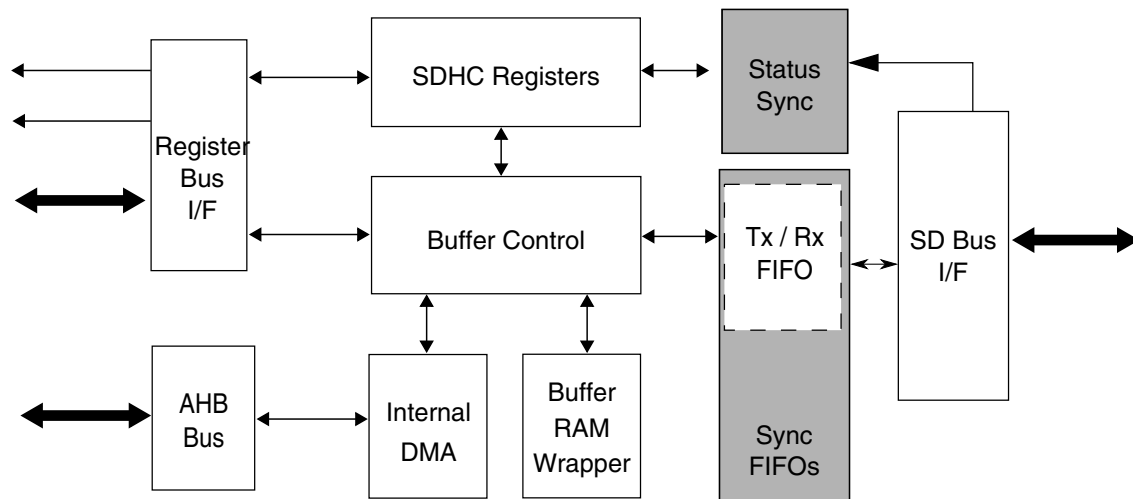 SDHC Registers
Status
Sync
Register
Bus
I/F
Buffer Control
Tx / Rx
FIFO
SD Bus
I/F
AHB
Bus
Internal
DMA
Buffer
RAM
Wrapper
Sync
FIFOs